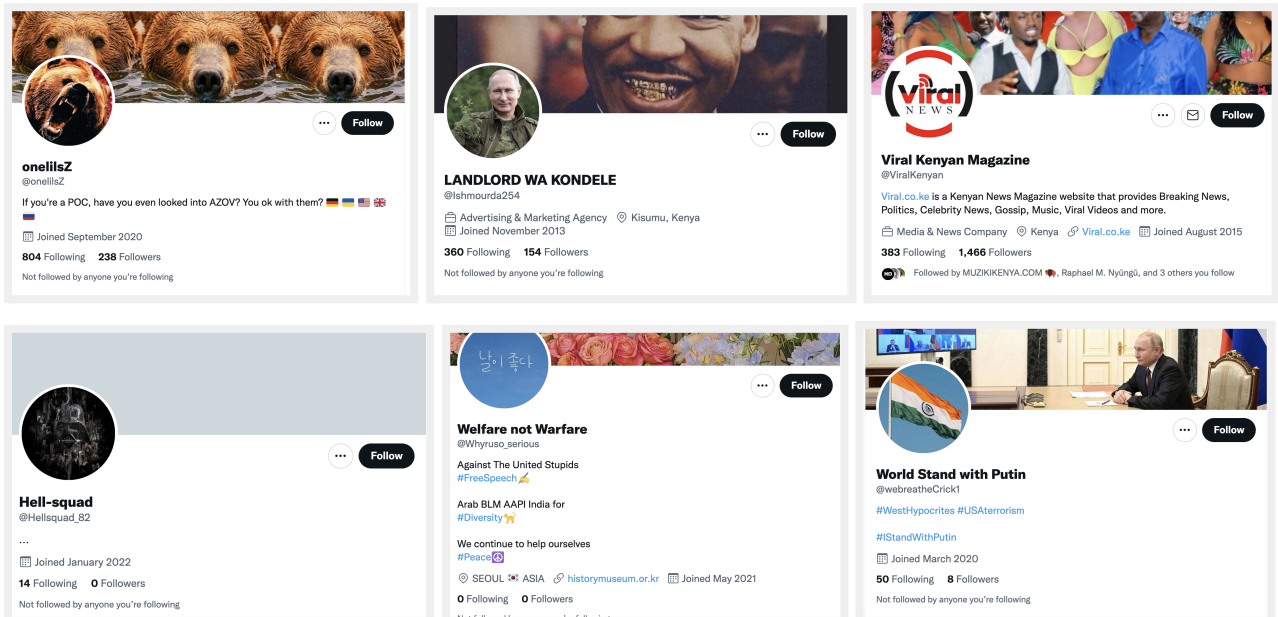 onelilsZ
@onelilsZ
If you're a POC, have you even looked into AZOV? You ok with them? 🇩🇪 🇺🇦 🇺🇸 🇬🇧
🇷🇺
Joined September 2020
804 Following 238 Followers
Not followed by anyone you're following
Follow
LANDLORD WA KONDELE
@Ishmourda254
Advertising & Marketing Agency Kisumu, Kenya
Joined November 2013
360 Following 154 Followers
Not followed by anyone you're following
Follow
Viral
NEWS
Follow
Viral Kenyan Magazine
@ViralKenyan
Viral.co.ke is a Kenyan News Magazine website that provides Breaking News,
Politics, Celebrity News, Gossip, Music, Viral Videos and more.
Media & News Company Kenya Viral.co.ke Joined August 2015
383 Following 1,466 Followers
Followed by MUZIKIKENYA.COM, Raphael M. Nyũngũ, and 3 others you follow
Follow
Hell-squad
@Hellsquad_82
...
Joined January 2022
14 Following 0 Followers
Not followed by anyone you're following
날이 좋다
Follow
Welfare not Warfare
@Whyruso_serious
Against The United Stupids
#FreeSpeech✍️
Arab BLM AAPI India for
#Diversity🐕
We continue to help ourselves
#Peace☮️
SEOUL 🇰🇷 ASIA historymuseum.or.kr Joined May 2021
0 Following 0 Followers
Follow
World Stand with Putin
@webreatheCrick1
#WestHypocrites #USAterrorism
#IStandWithPutin
Joined March 2020
50 Following 8 Followers
Not followed by anyone you're following